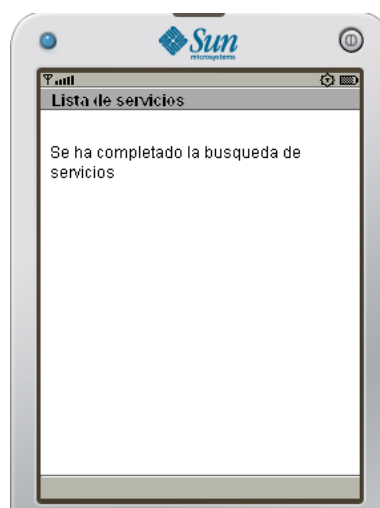 Sun
microsystems
Lista de servicios
Se ha completado la busqueda de
servicios